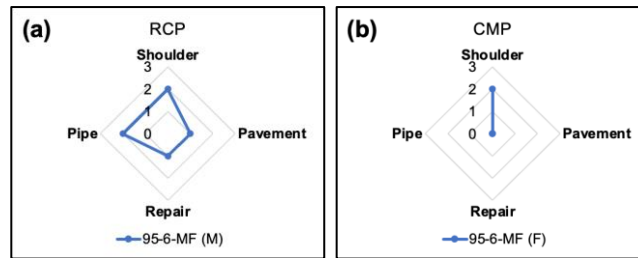 (a)
RCP
Shoulder
3
2
1
0
Pipe
Pavement
Repair
95-6-MF (M)
(b)
CMP
Shoulder
3
2
1
0
Pipe
Pavement
Repair
95-6-MF (F)